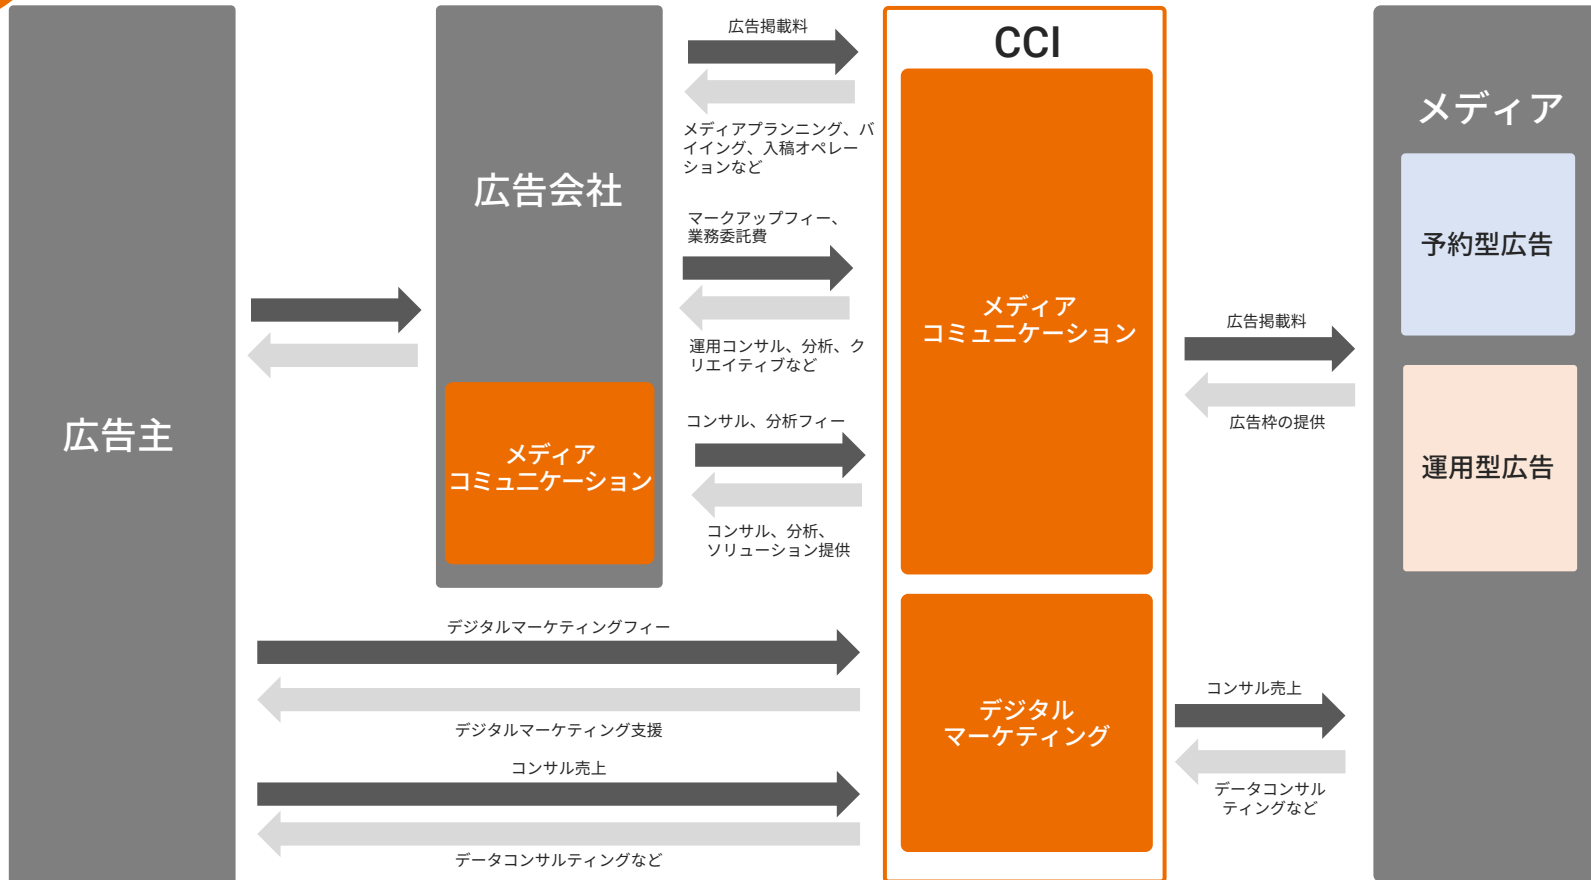 広告主
広告会社
メディア
コミュニケーション
広告掲載料
メディアプランニング、バ
イイング、入稿オペレー
ションなど
マークアップフィー、
業務委託費
運用コンサル、分析、ク
リエイティブなど
コンサル、分析フィー
コンサル、分析、
ソリューション提供
デジタルマーケティングフィー
デジタルマーケティング支援
コンサル売上
データコンサルティングなど
CCI
メディア
コミュニケーション
デジタル
マーケティング
広告掲載料
広告枠の提供
コンサル売上
データコンサル
ティングなど
メディア
予約型広告
運用型広告